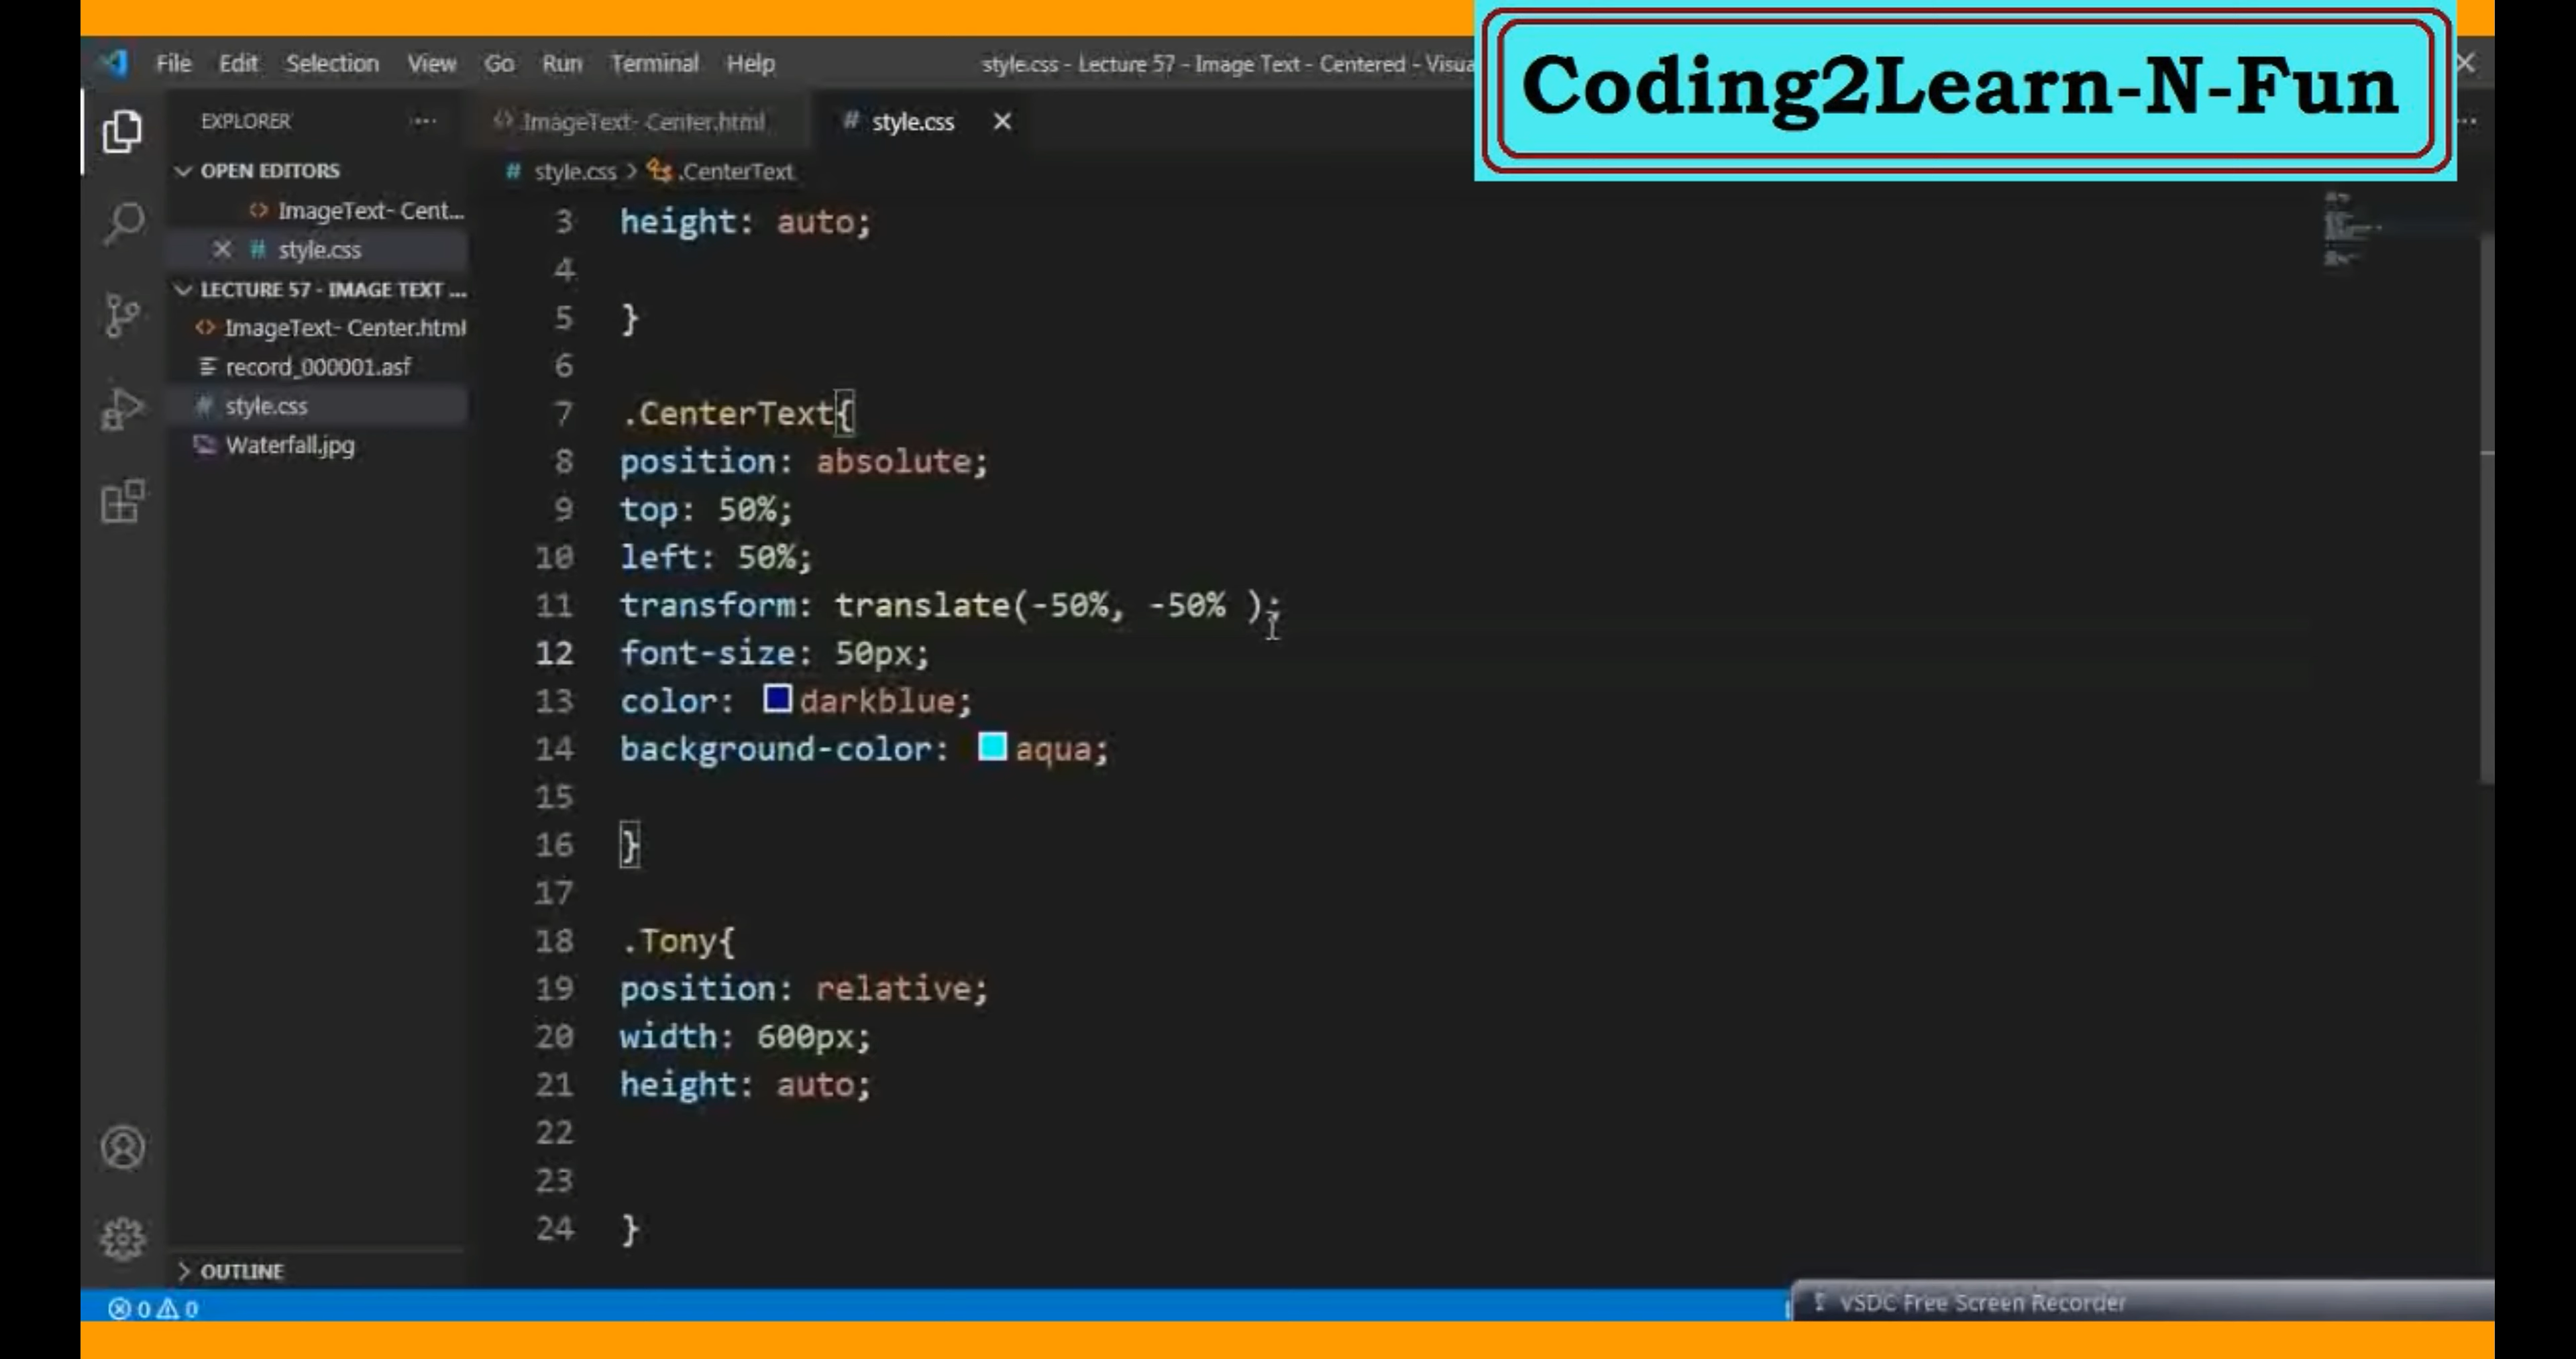 File Edit Selection View Go Run Terminal Help
style.css - Lecture 57 - Image Text - Centered - Visua
Coding2Learn-N-Fun
EXPLORER
OPEN EDITORS
ImageText- Cent...
style.css
LECTURE 57 - IMAGE TEXT ...
ImageText- Center.html
record_000001.asf
style.css
Waterfall.jpg
OUTLINE
ImageText- Center.html
# style.css
# style.css > .CenterText
3 height: auto;
4
5 }
6
7 .CenterText{
8 position: absolute;
9 top: 50%;
10 left: 50%;
11 transform: translate(-50%, -50% );
12 font-size: 50px;
13 color: darkblue;
14 background-color: aqua;
15
16 }
17
18 .Tony{
19 position: relative;
20 width: 600px;
21 height: auto;
22
23
24 }
0 0
VSDC Free Screen Recorder